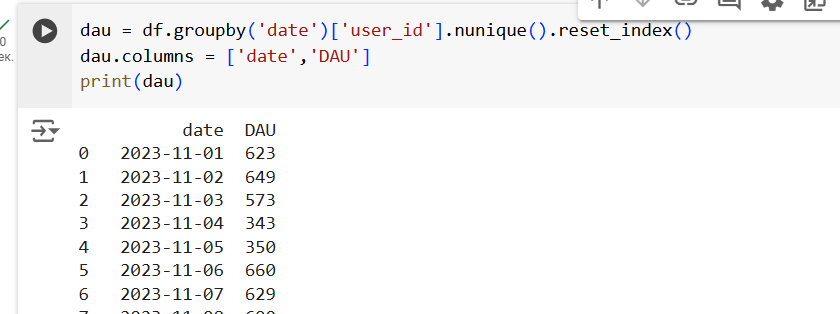 dau = df.groupby('date')['user_id'].nunique().reset_index()
0
ек.
dau.columns = ['date','DAU']
print(dau)
date DAU
0 2023-11-01 623
1 2023-11-02 649
2 2023-11-03 573
3 2023-11-04 343
4 2023-11-05 350
5 2023-11-06 660
6 2023-11-07 629